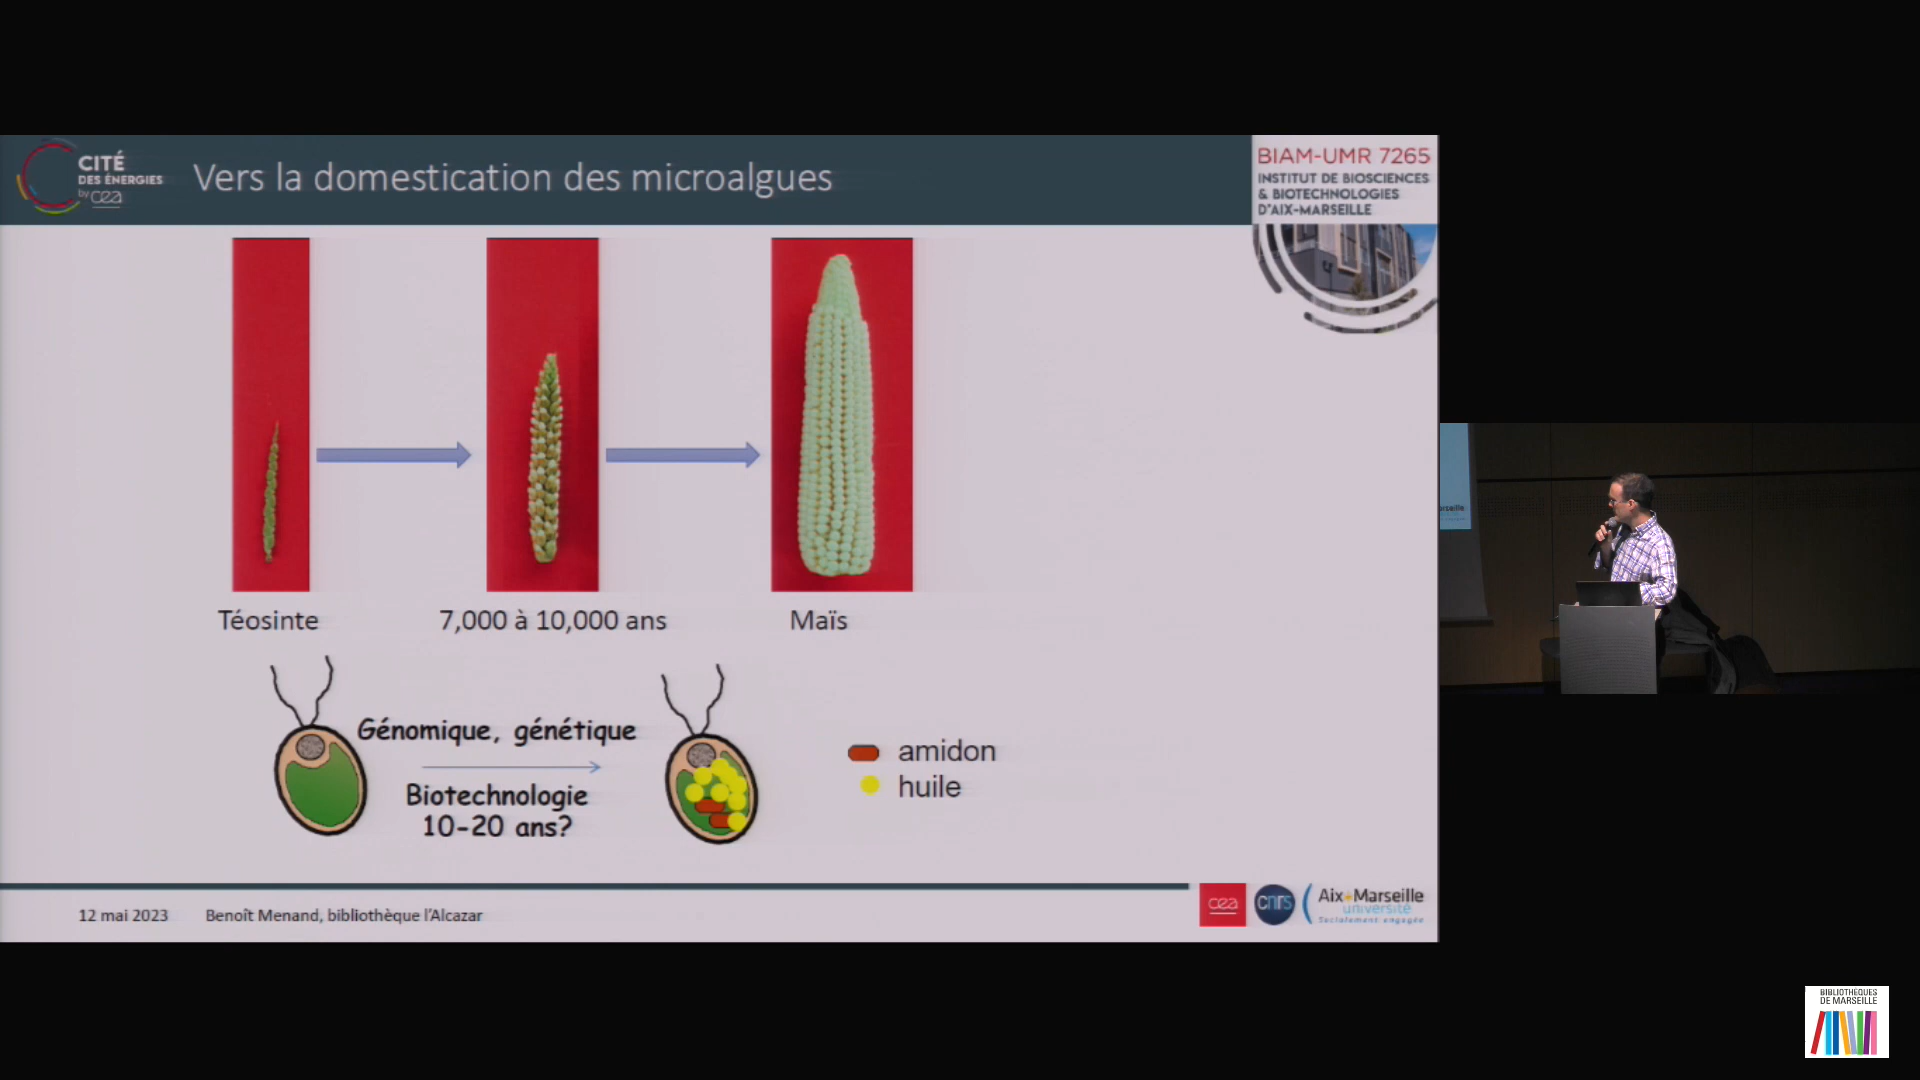 CITÉ
DES ÉNERGIES
by cea
Vers la domestication des microalgues
BIAM-UMR 7265
INSTITUT DE BIOSCIENCES
& BIOTECHNOLOGIES
D'AIX-MARSEILLE
Téosinte
7,000 à 10,000 ans
Maïs
Génomique, génétique
Biotechnologie
10-20 ans?
amidon
huile
12 mai 2023
Benoît Menand, bibliothèque l'Alcazar
cea
cnrs
Aix*Marseille
université
Socialement engagée
BIBLIOTHÈQUES
DE MARSEILLE